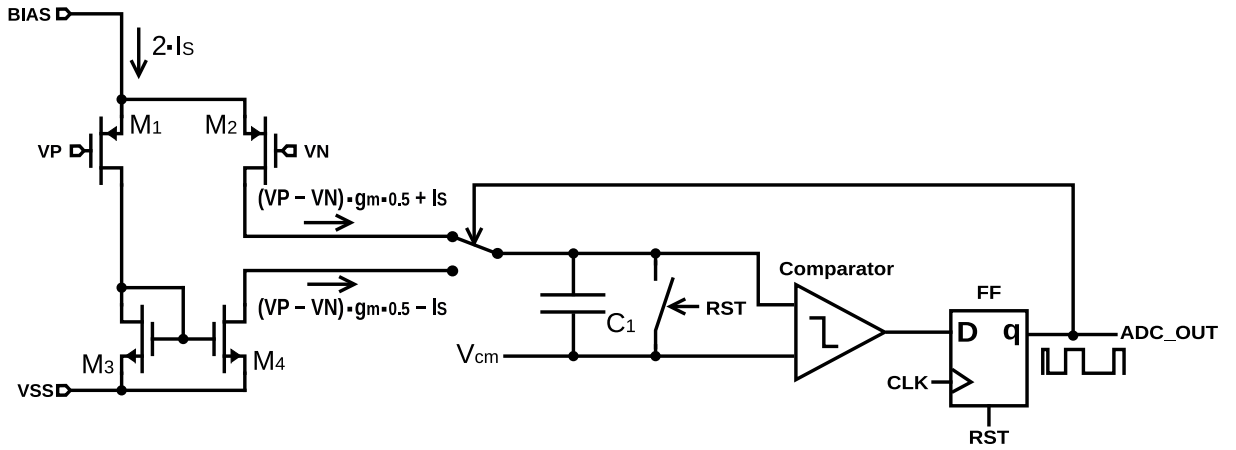 BIAS
2·IS
M1
M2
VP
VN
(VP − VN)·gm·0.5 + IS
(VP − VN)·gm·0.5 − IS
Comparator
FF
RST
C1
D
q
ADC_OUT
Vcm
M3
M4
CLK
VSS
RST